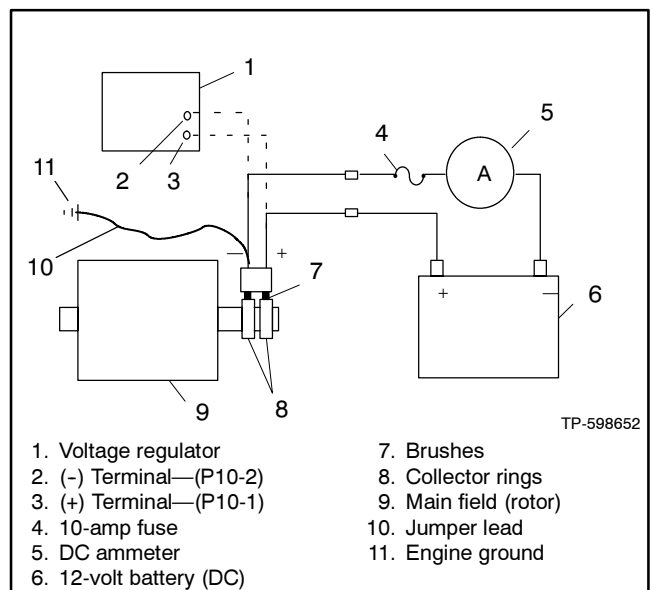 1
5
4
A
11
2 3
10
− +
7
+ −
6
9
8
TP-598652
1. Voltage regulator
2. (-) Terminal—(P10-2)
3. (+) Terminal—(P10-1)
4. 10-amp fuse
5. DC ammeter
6. 12-volt battery (DC)
7. Brushes
8. Collector rings
9. Main field (rotor)
10. Jumper lead
11. Engine ground